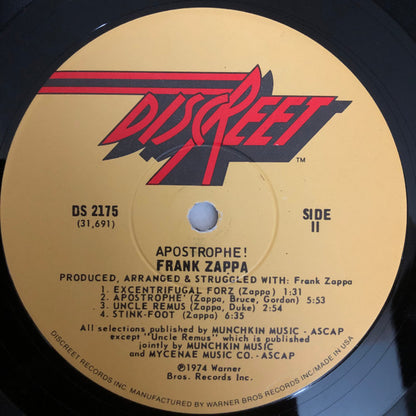 DISCREET
TM
DS 2175
(31,691)
SIDE
II
APOSTROPHE!
FRANK ZAPPA
PRODUCED, ARRANGED & STRUGGLED WITH: Frank Zappa
1. EXCENTRIFUGAL FORZ (Zappa) 1:31
2. APOSTROPHE' (Zappa, Bruce, Gordon) 5:53
3. UNCLE REMUS (Zappa, Duke) 2:54
4. STINK-FOOT (Zappa) 6:35
All selections published by MUNCHKIN MUSIC - ASCAP
except "Uncle Remus" which is published
jointly by MUNCHKIN MUSIC and
MYCENAE MUSIC CO. - ASCAP
℗1974 Warner
Bros. Records Inc.
DISCREET RECORDS INC. MANUFACTURED BY WARNER BROS RECORDS INC/MADE IN USA